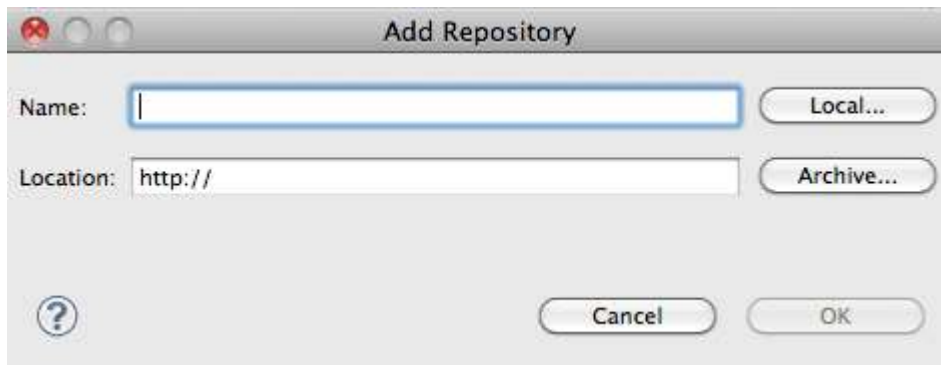 Add Repository
Name: Local...
Location: http:// Archive...
? Cancel OK